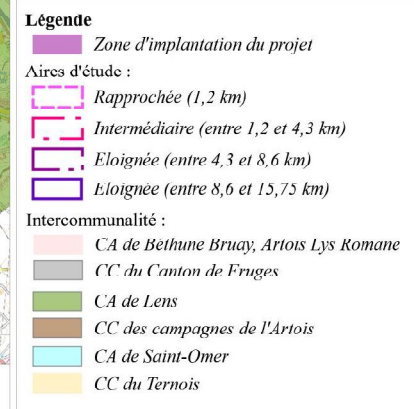 Légende
Zone d'implantation du projet
Aires d'étude :
Rapprochée (1,2 km)
Intermédiaire (entre 1,2 et 4,3 km)
Eloignée (entre 4,3 et 8,6 km)
Eloignée (entre 8,6 et 15,75 km)
Intercommunalité :
CA de Béthune Bruay, Artois Lys Romane
CC du Canton de Fruges
CA de Lens
CC des campagnes de l'Artois
CA de Saint-Omer
CC du Ternois